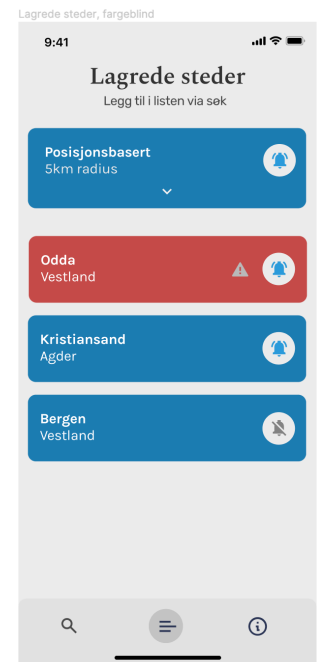 Lagrede steder, fargeblind
9:41
Lagrede steder
Legg til i listen via søk
Posisjonsbasert
5km radius
Odda
Vestland
Kristiansand
Agder
Bergen
Vestland